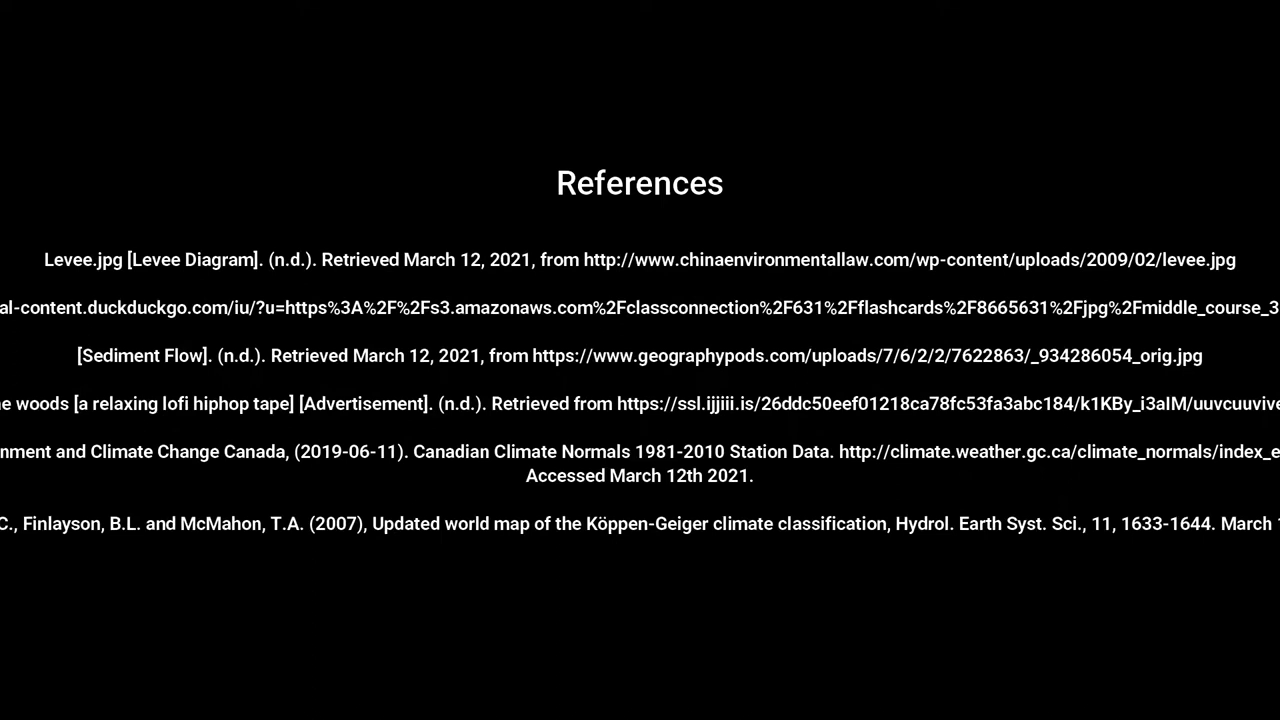 References
Levee.jpg [Levee Diagram]. (n.d.). Retrieved March 12, 2021, from http://www.chinaenvironmentallaw.com/wp-content/uploads/2009/02/levee.jpg
al-content.duckduckgo.com/iu/?u=https%3A%2F%2Fs3.amazonaws.com%2Fclassconnection%2F631%2Fflashcards%2F8665631%2Fjpg%2Fmiddle_course_3
[Sediment Flow]. (n.d.). Retrieved March 12, 2021, from https://www.geographypods.com/uploads/7/6/2/2/7622863/_934286054_orig.jpg
e woods [a relaxing lofi hiphop tape] [Advertisement]. (n.d.). Retrieved from https://ssl.ijjiii.is/26ddc50eef01218ca78fc53fa3abc184/k1KBy_i3aIM/uuvcuuvive
nment and Climate Change Canada, (2019-06-11). Canadian Climate Normals 1981-2010 Station Data. http://climate.weather.gc.ca/climate_normals/index_e
Accessed March 12th 2021.
C., Finlayson, B.L. and McMahon, T.A. (2007), Updated world map of the Köppen-Geiger climate classification, Hydrol. Earth Syst. Sci., 11, 1633-1644. March